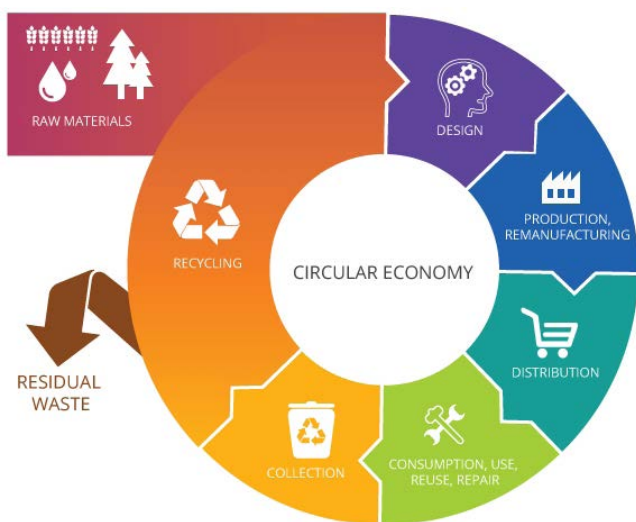 RAW MATERIALS
DESIGN
PRODUCTION,
REMANUFACTURING
RECYCLING
CIRCULAR ECONOMY
DISTRIBUTION
RESIDUAL
WASTE
COLLECTION
CONSUMPTION, USE,
REUSE, REPAIR